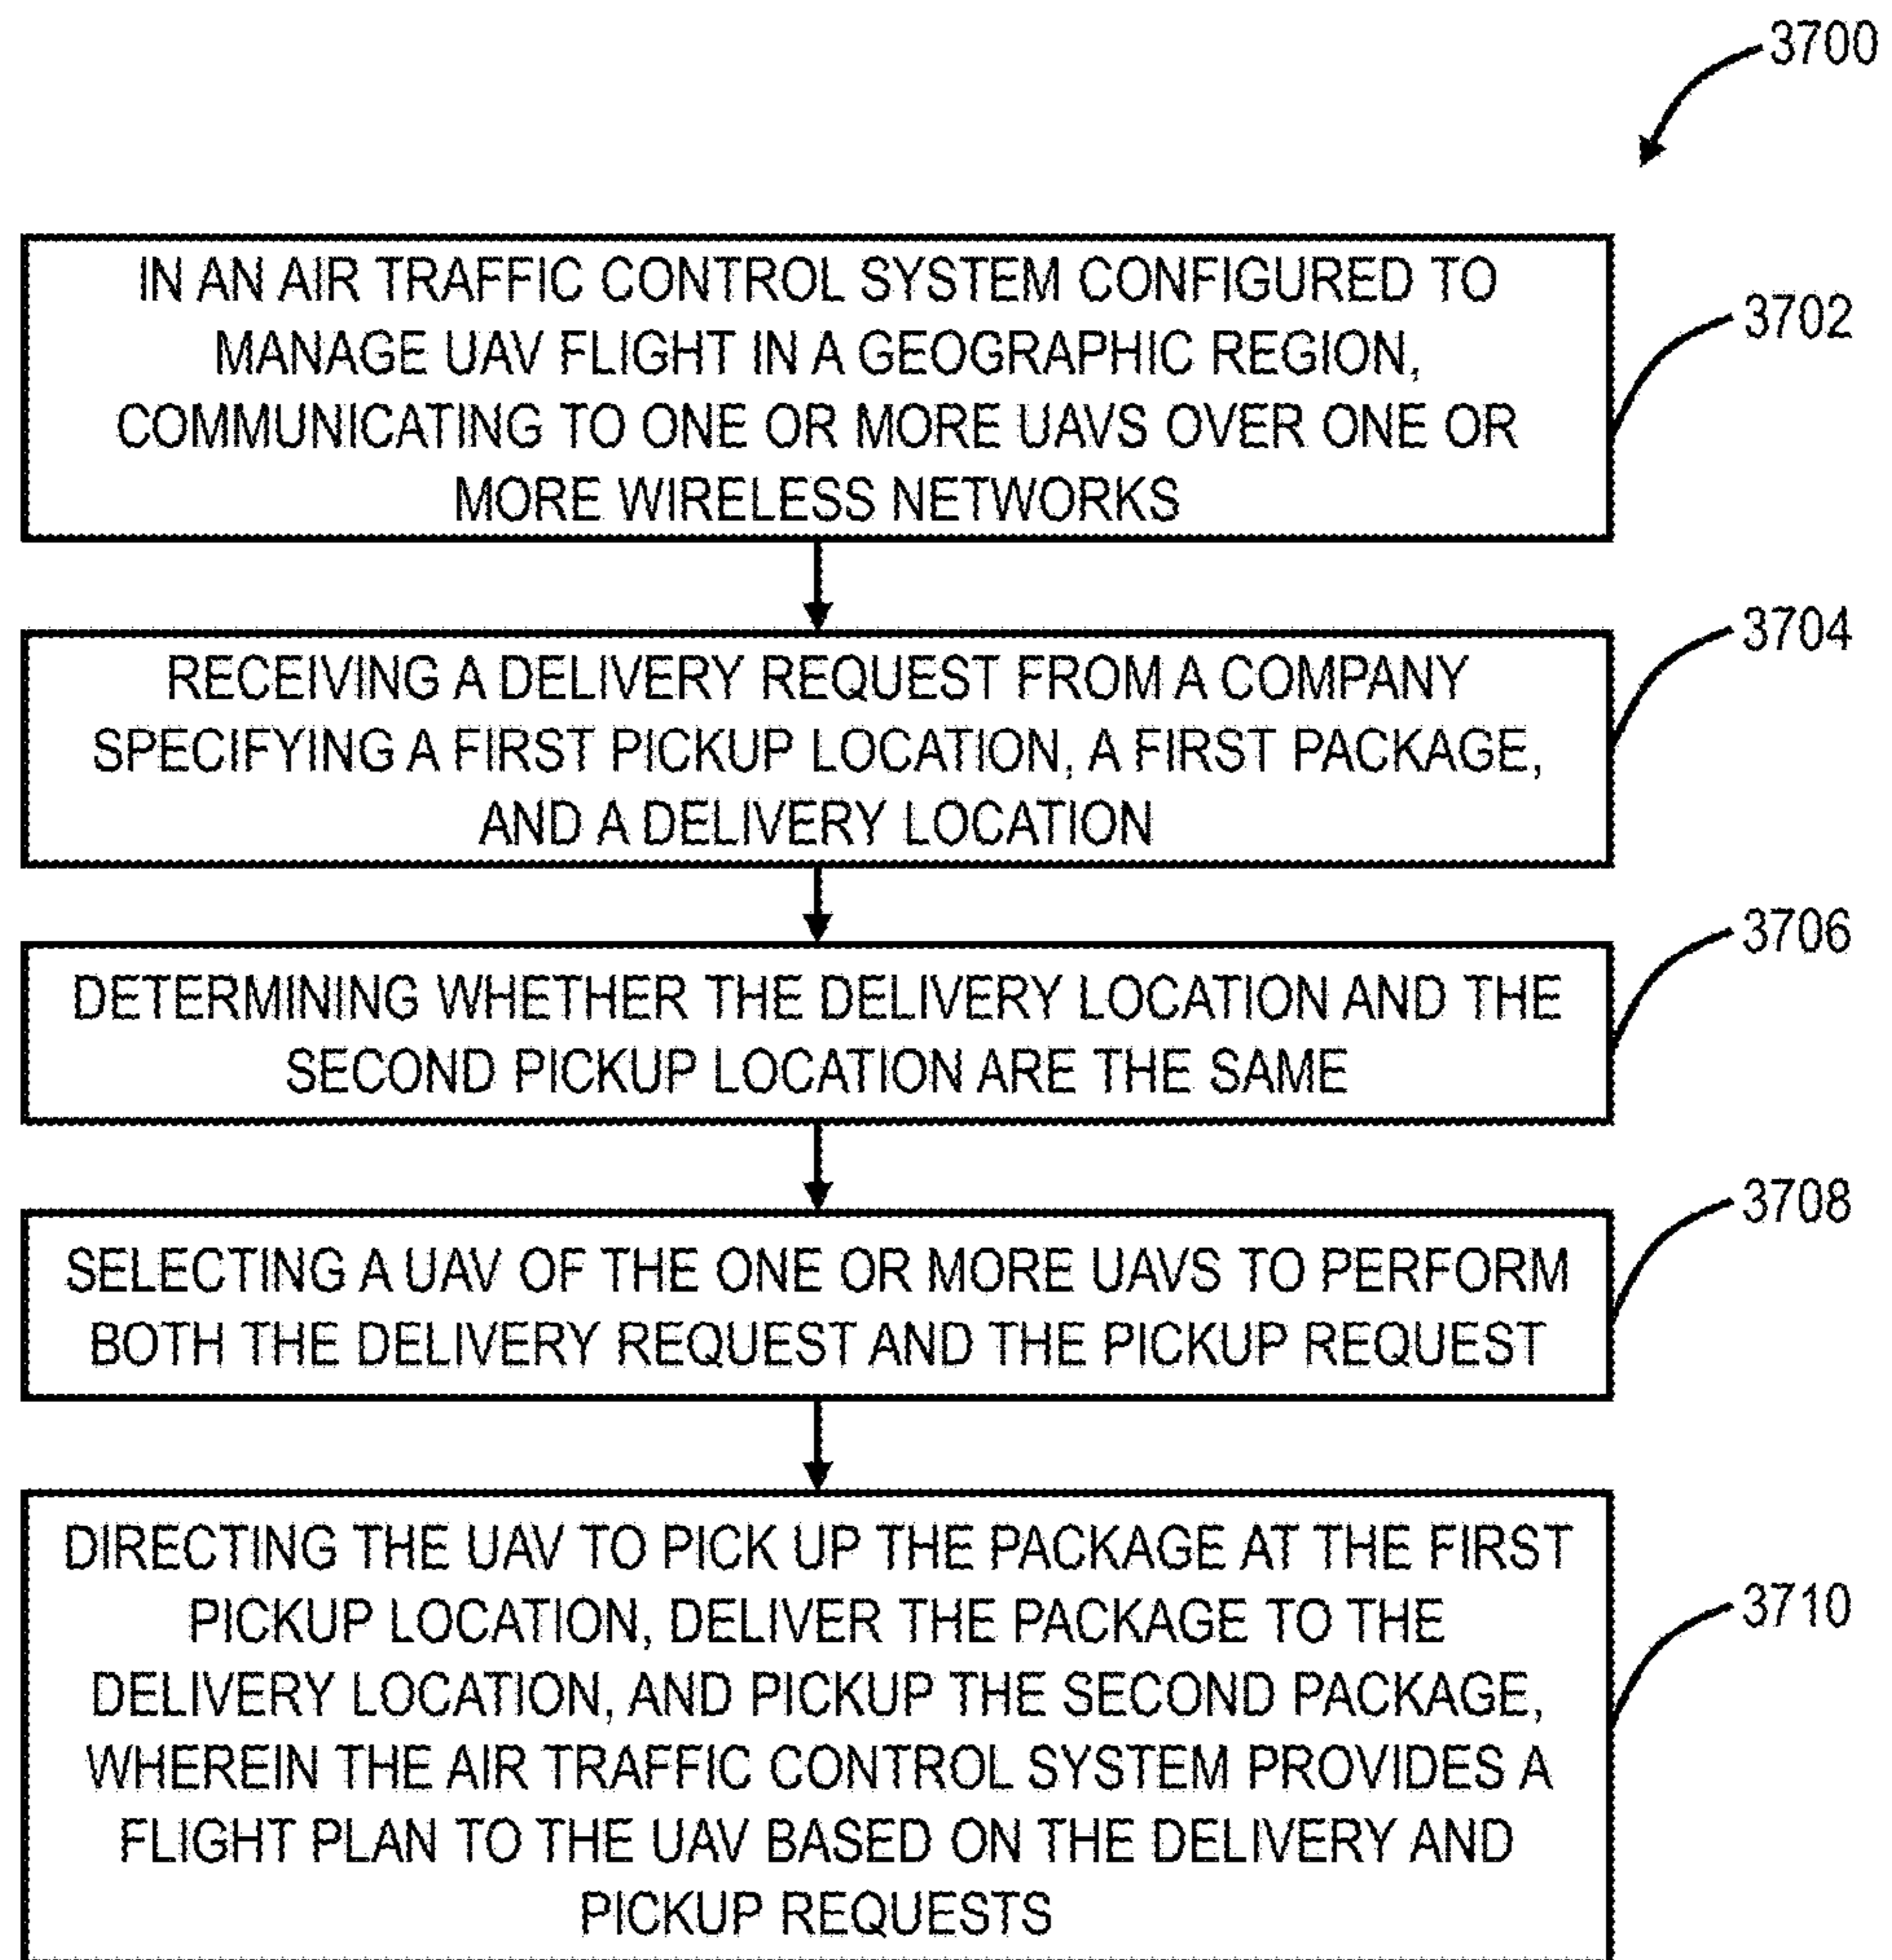 3700
IN AN AIR TRAFFIC CONTROL SYSTEM CONFIGURED TO
MANAGE UAV FLIGHT IN A GEOGRAPHIC REGION,
COMMUNICATING TO ONE OR MORE UAVS OVER ONE OR
MORE WIRELESS NETWORKS
3702
RECEIVING A DELIVERY REQUEST FROM A COMPANY
SPECIFYING A FIRST PICKUP LOCATION, A FIRST PACKAGE,
AND A DELIVERY LOCATION
3704
DETERMINING WHETHER THE DELIVERY LOCATION AND THE
SECOND PICKUP LOCATION ARE THE SAME
3706
SELECTING A UAV OF THE ONE OR MORE UAVS TO PERFORM
BOTH THE DELIVERY REQUEST AND THE PICKUP REQUEST
3708
DIRECTING THE UAV TO PICK UP THE PACKAGE AT THE FIRST
PICKUP LOCATION, DELIVER THE PACKAGE TO THE
DELIVERY LOCATION, AND PICKUP THE SECOND PACKAGE,
WHEREIN THE AIR TRAFFIC CONTROL SYSTEM PROVIDES A
FLIGHT PLAN TO THE UAV BASED ON THE DELIVERY AND
PICKUP REQUESTS
3710